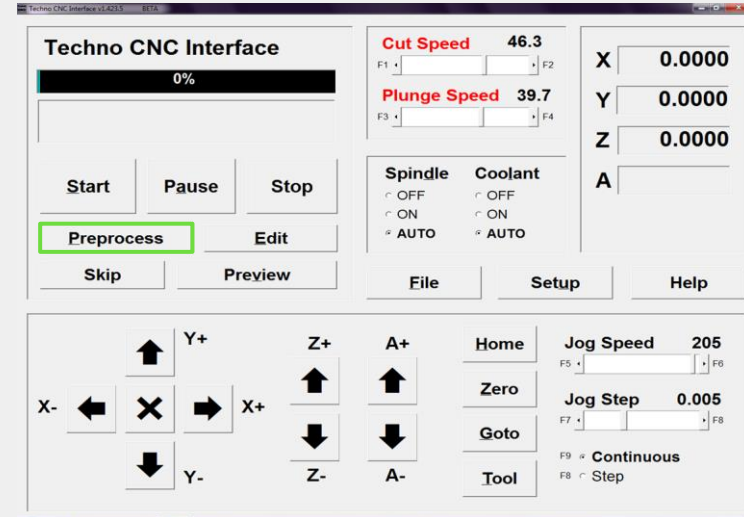 Techno CNC Interface v1.423.5 BETA
Techno CNC Interface
0%
Start Pause Stop
Preprocess Edit
Skip Preview
Cut Speed 46.3
F1 F2
Plunge Speed 39.7
F3 F4
Spindle Coolant
OFF OFF
ON ON
AUTO AUTO
X 0.0000
Y 0.0000
Z 0.0000
A
File Setup Help
Y+
X- X+
Y-
Z+ A+
Z- A-
Home
Zero
Goto
Tool
Jog Speed 205
F5 F6
Jog Step 0.005
F7 F8
F9 Continuous
F8 Step